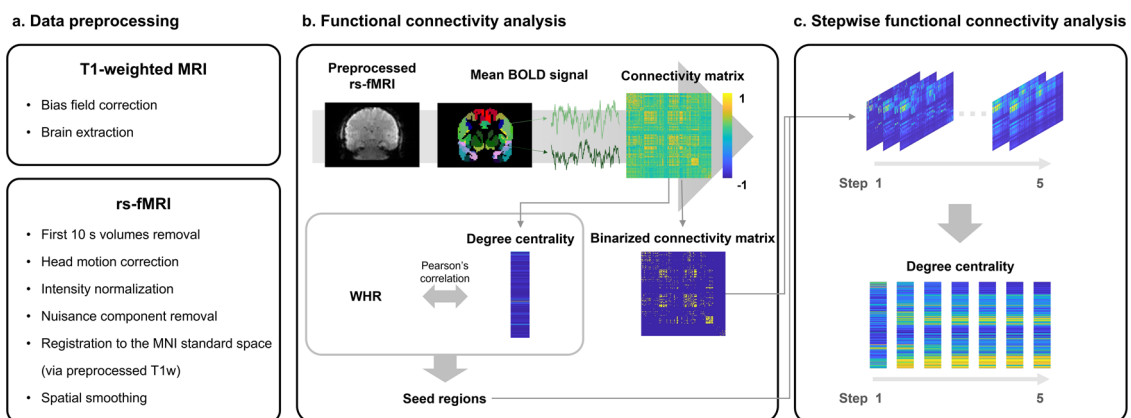 a. Data preprocessing
T1-weighted MRI
• Bias field correction
• Brain extraction
rs-fMRI
• First 10 s volumes removal
• Head motion correction
• Intensity normalization
• Nuisance component removal
• Registration to the MNI standard space
(via preprocessed T1w)
• Spatial smoothing
b. Functional connectivity analysis
Preprocessed
rs-fMRI
Mean BOLD signal
Connectivity matrix
1
-1
Degree centrality
Binarized connectivity matrix
Pearson's
correlation
WHR
Seed regions
c. Stepwise functional connectivity analysis
Step 1 5
Degree centrality
Step 1 5